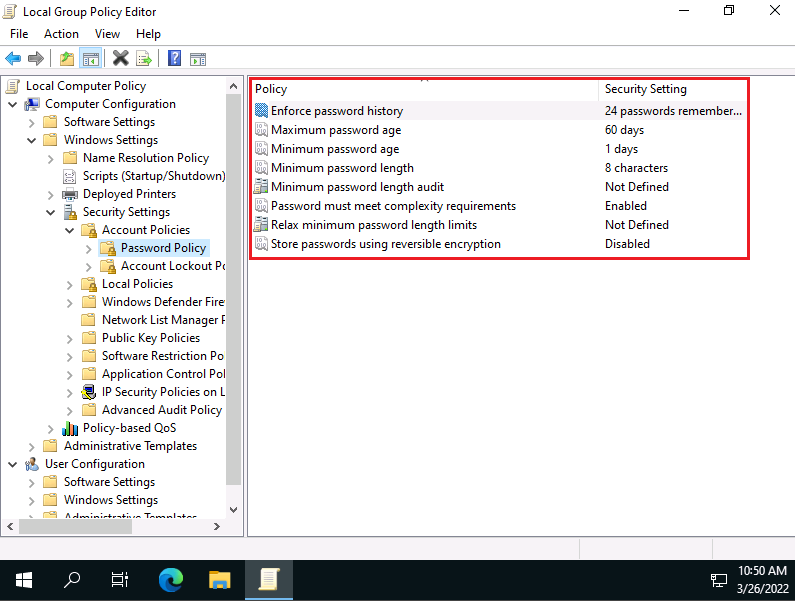 Local Group Policy Editor
File Action View Help
Local Computer Policy
Computer Configuration
Software Settings
Windows Settings
Name Resolution Policy
Scripts (Startup/Shutdown)
Deployed Printers
Security Settings
Account Policies
Password Policy
Account Lockout Po
Local Policies
Windows Defender Fire
Network List Manager P
Public Key Policies
Software Restriction Po
Application Control Pol
IP Security Policies on L
Advanced Audit Policy
Policy-based QoS
Administrative Templates
User Configuration
Software Settings
Windows Settings
Administrative Templates
Policy Security Setting
Enforce password history 24 passwords remember...
Maximum password age 60 days
Minimum password age 1 days
Minimum password length 8 characters
Minimum password length audit Not Defined
Password must meet complexity requirements Enabled
Relax minimum password length limits Not Defined
Store passwords using reversible encryption Disabled
10:50 AM
3/26/2022